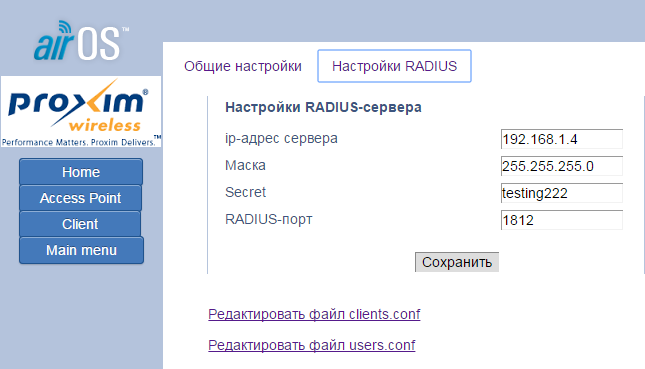 airOS™
proxim®
wireless
Performance Matters. Proxim Delivers.™
Home
Access Point
Client
Main menu
Общие настройки
Настройки RADIUS
Настройки RADIUS-сервера
ip-адрес сервера 192.168.1.4
Маска 255.255.255.0
Secret testing222
RADIUS-порт 1812
Сохранить
Редактировать файл clients.conf
Редактировать файл users.conf